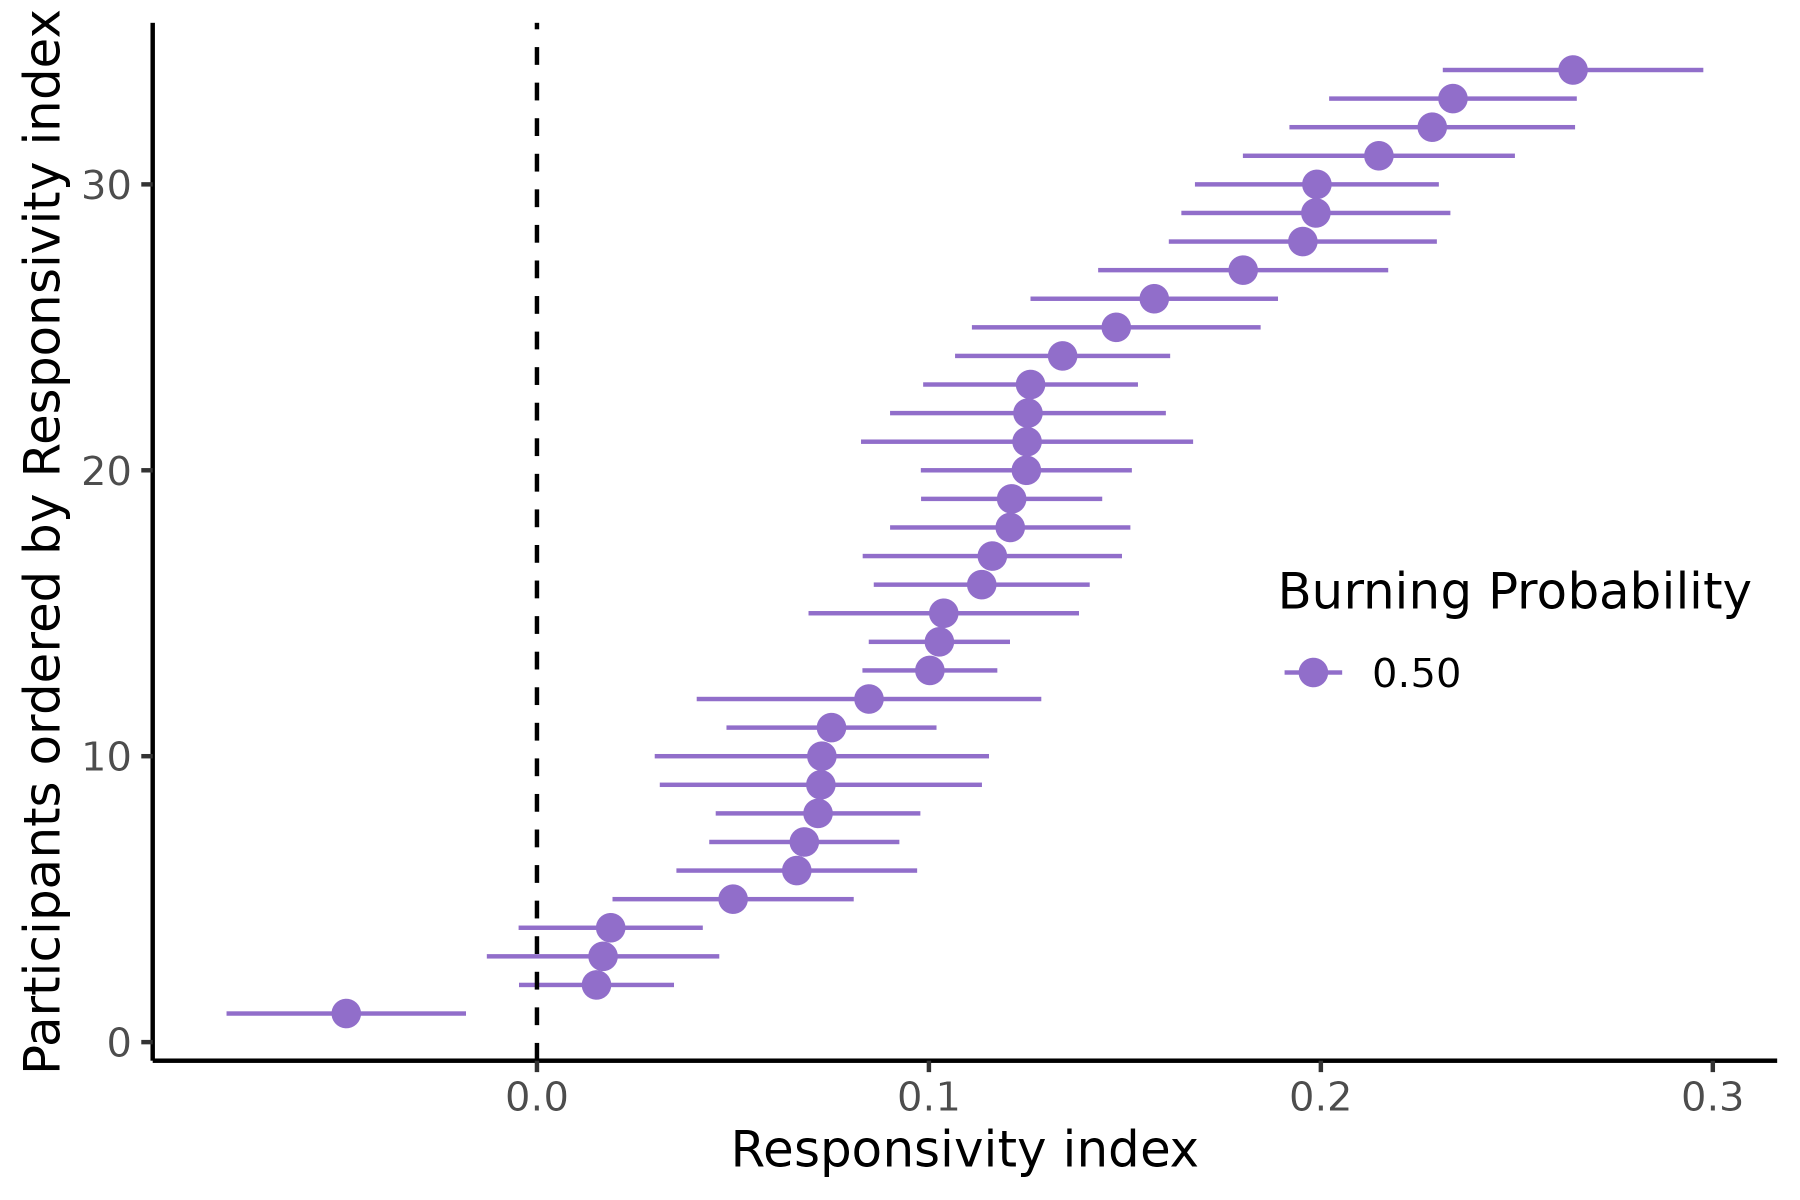 Participants ordered by Responsivity index
30
20
10
0
0.0 0.1 0.2 0.3
Responsivity index
Burning Probability
0.50